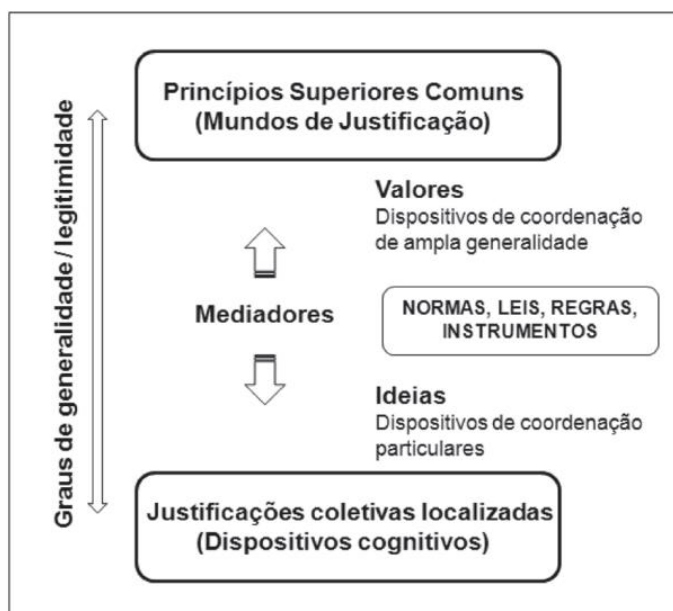 Princípios Superiores Comuns
(Mundos de Justificação)
Graus de generalidade / legitimidade
Valores
Dispositivos de coordenação
de ampla generalidade
Mediadores
NORMAS, LEIS, REGRAS,
INSTRUMENTOS
Ideias
Dispositivos de coordenação
particulares
Justificações coletivas localizadas
(Dispositivos cognitivos)